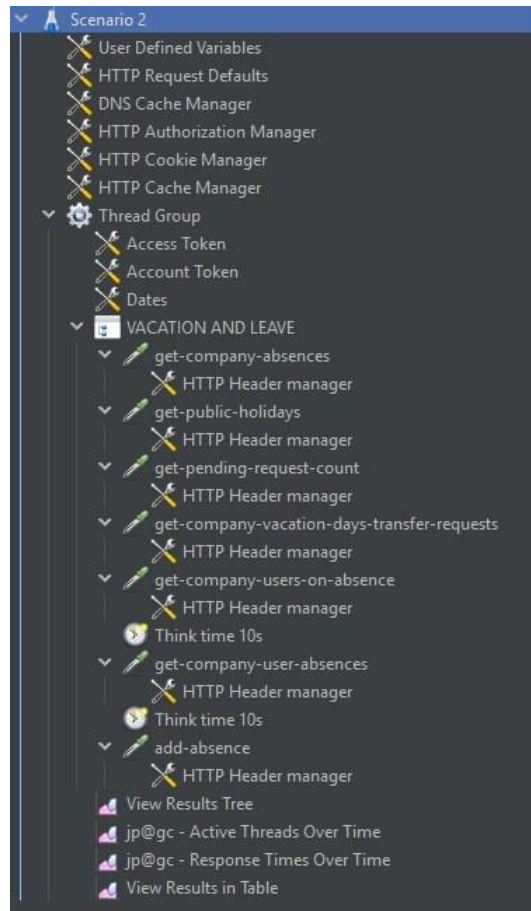 Scenario 2
User Defined Variables
HTTP Request Defaults
DNS Cache Manager
HTTP Authorization Manager
HTTP Cookie Manager
HTTP Cache Manager
Thread Group
Access Token
Account Token
Dates
VACATION AND LEAVE
get-company-absences
HTTP Header manager
get-public-holidays
HTTP Header manager
get-pending-request-count
HTTP Header manager
get-company-vacation-days-transfer-requests
HTTP Header manager
get-company-users-on-absence
HTTP Header manager
Think time 10s
get-company-user-absences
HTTP Header manager
Think time 10s
add-absence
HTTP Header manager
View Results Tree
jp@gc - Active Threads Over Time
jp@gc - Response Times Over Time
View Results in Table